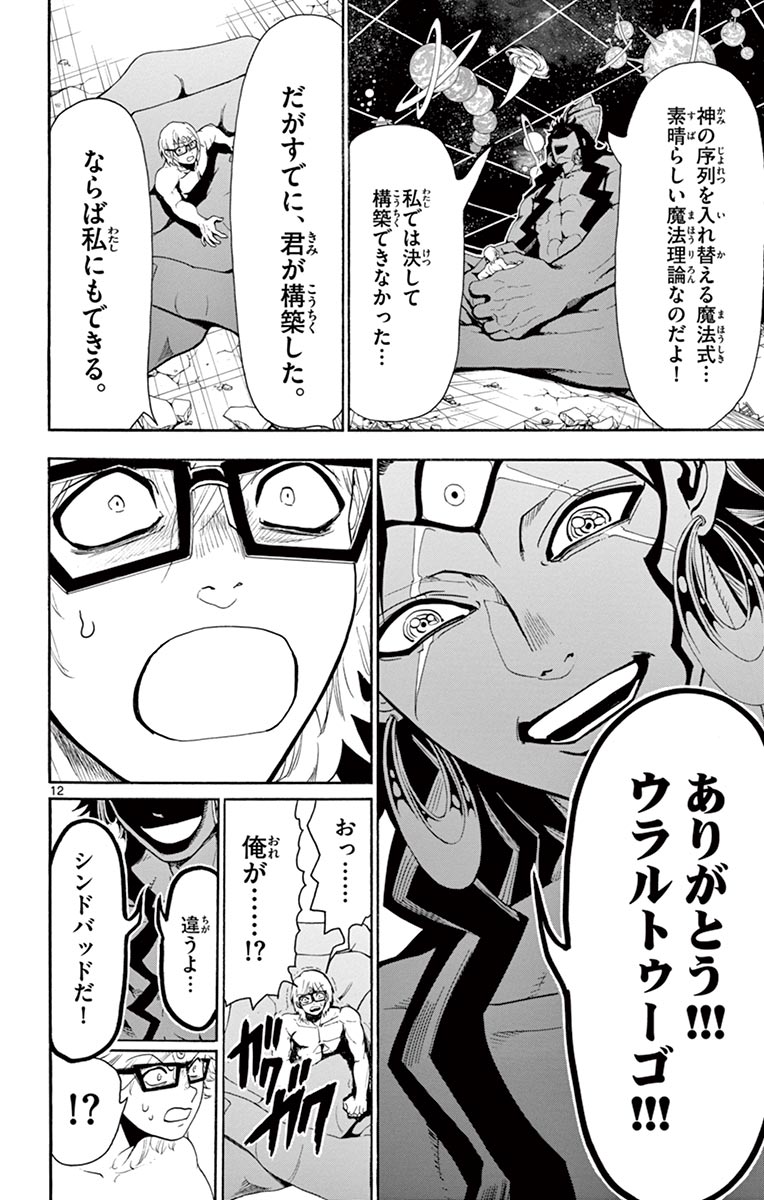 神の序列を入れ替える魔法式…
素晴らしい魔法理論なのだよ！
私では決して
構築できなかった…
だがすでに、君が構築した。
ならば私にもできる。
ありがとう!!!
ウラルトゥーゴ!!!
おっ……
俺が……!?
ガクガク
違うよ…
シンドバッドだ！
!?
12